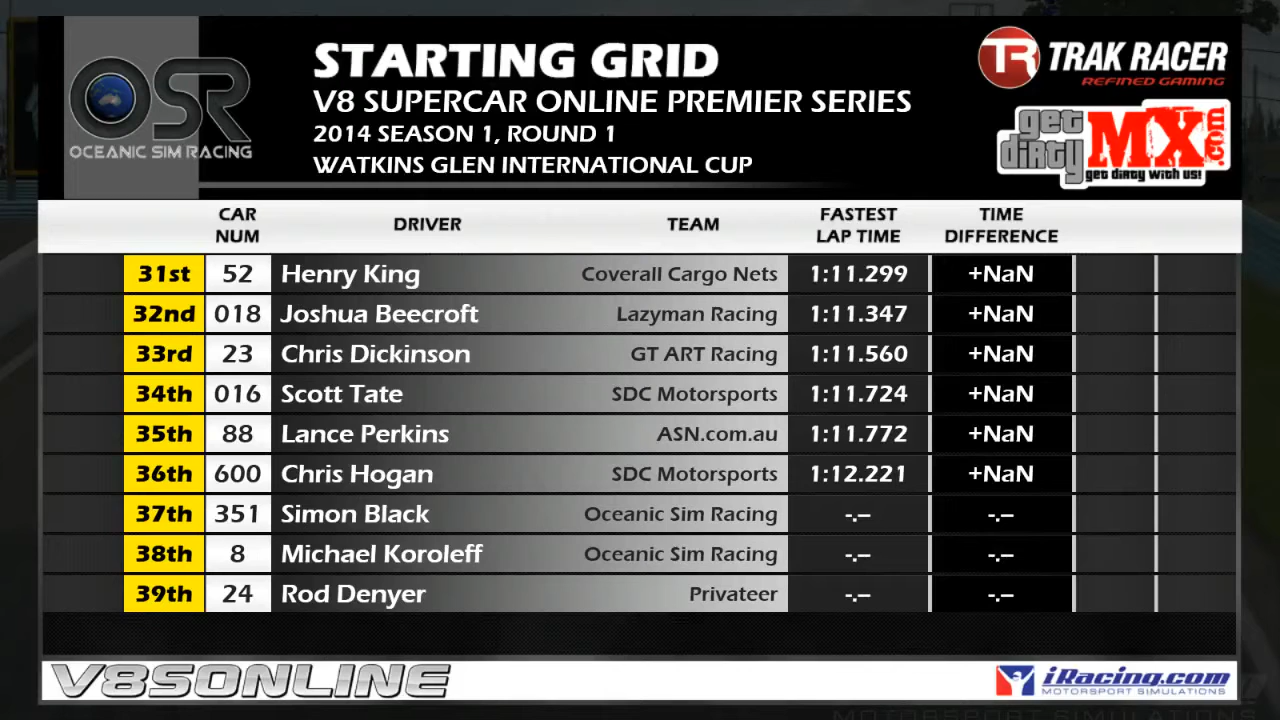 OSR
OCEANIC SIM RACING
STARTING GRID
V8 SUPERCAR ONLINE PREMIER SERIES
2014 SEASON 1, ROUND 1
WATKINS GLEN INTERNATIONAL CUP
TR TRAK RACER
REFINED GAMING
get dirty MX.com
get dirty with us!
CAR NUM DRIVER TEAM FASTEST LAP TIME TIME DIFFERENCE
31st 52 Henry King Coverall Cargo Nets 1:11.299 +NaN
32nd 018 Joshua Beecroft Lazyman Racing 1:11.347 +NaN
33rd 23 Chris Dickinson GT ART Racing 1:11.560 +NaN
34th 016 Scott Tate SDC Motorsports 1:11.724 +NaN
35th 88 Lance Perkins ASN.com.au 1:11.772 +NaN
36th 600 Chris Hogan SDC Motorsports 1:12.221 +NaN
37th 351 Simon Black Oceanic Sim Racing -.-- -.--
38th 8 Michael Koroleff Oceanic Sim Racing -.-- -.--
39th 24 Rod Denyer Privateer -.-- -.--
V8SONLINE
iRacing.com
MOTORSPORT SIMULATIONS
MOTORSPORT SIMULATIONS